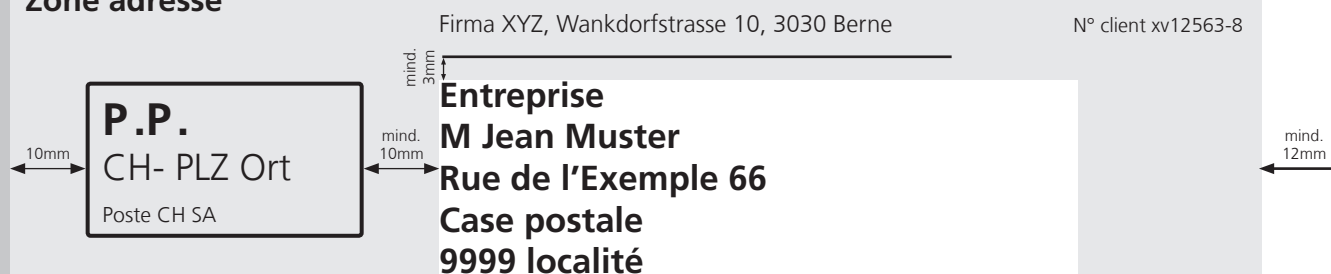 Zone adresse
Firma XYZ, Wankdorfstrasse 10, 3030 Berne
N° client xv12563-8
mind.
3mm
P.P.
CH- PLZ Ort
Poste CH SA
10mm
mind.
10mm
Entreprise
M Jean Muster
Rue de l'Exemple 66
Case postale
9999 localité
mind.
12mm